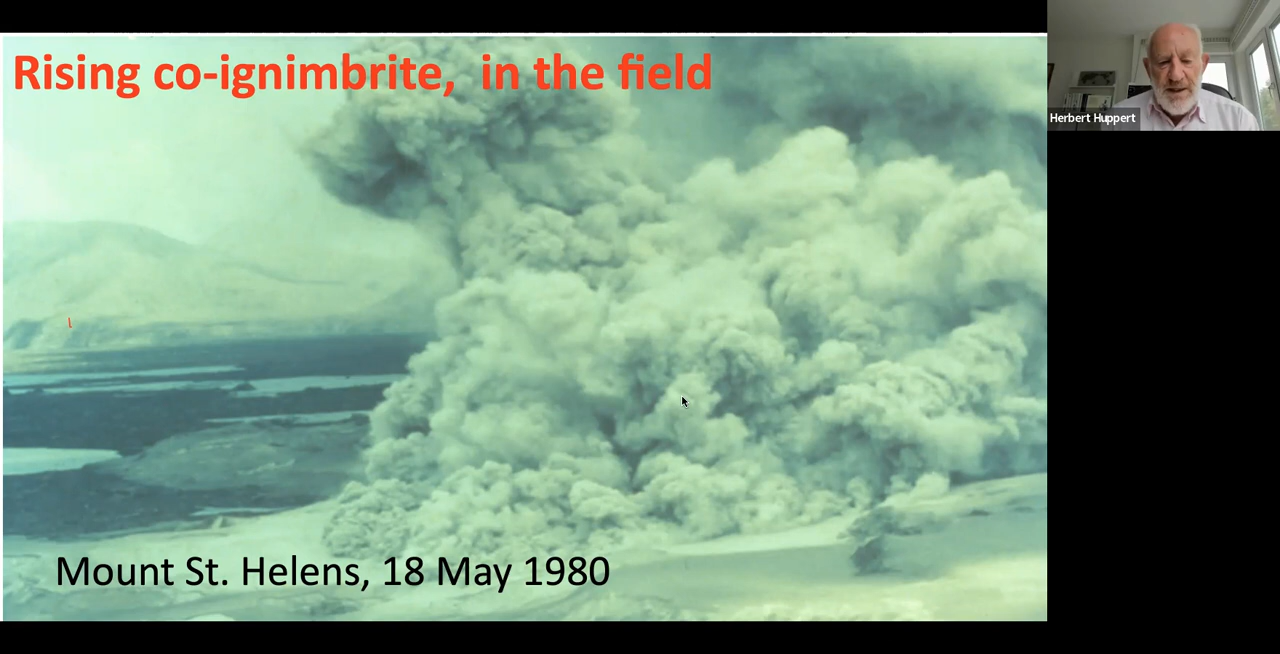 Rising co-ignimbrite, in the field
Herbert Huppert
Mount St. Helens, 18 May 1980